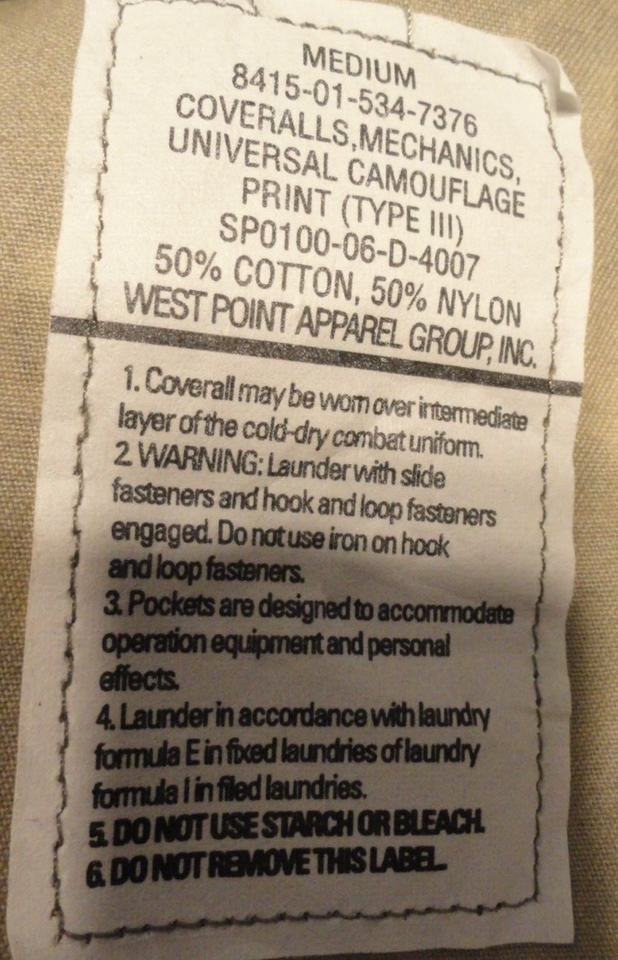 MEDIUM
8415-01-534-7376
COVERALLS,MECHANICS,
UNIVERSAL CAMOUFLAGE
PRINT (TYPE III)
SP0100-06-D-4007
50% COTTON, 50% NYLON
WEST POINT APPAREL GROUP, INC.
1. Coverall may be worn over intermediate
layer of the cold-dry combat uniform.
2. WARNING: Launder with slide
fasteners and hook and loop fasteners
engaged. Do not use iron on hook
and loop fasteners.
3. Pockets are designed to accommodate
operation equipment and personal
effects.
4. Launder in accordance with laundry
formula E in fixed laundries of laundry
formula I in filed laundries.
5. DO NOT USE STARCH OR BLEACH.
6. DO NOT REMOVE THIS LABEL.